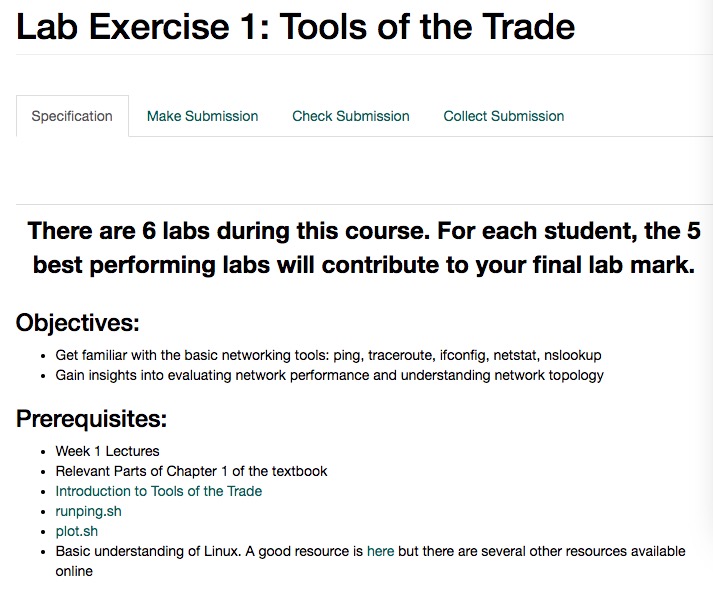 Lab Exercise 1: Tools of the Trade
Specification
Make Submission
Check Submission
Collect Submission
There are 6 labs during this course. For each student, the 5
best performing labs will contribute to your final lab mark.
Objectives:
• Get familiar with the basic networking tools: ping, traceroute, ifconfig, netstat, nslookup
• Gain insights into evaluating network performance and understanding network topology
Prerequisites:
• Week 1 Lectures
• Relevant Parts of Chapter 1 of the textbook
• Introduction to Tools of the Trade
• runping.sh
• plot.sh
• Basic understanding of Linux. A good resource is here but there are several other resources available
online